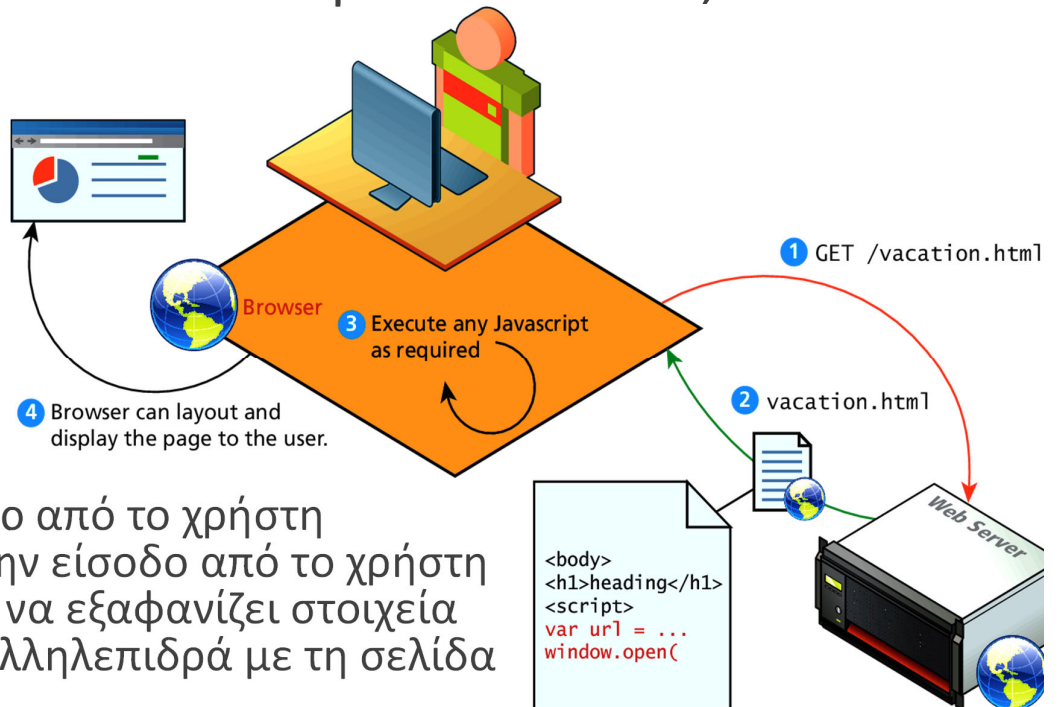 1 GET /vacation.html
Browser
3 Execute any Javascript
as required
2 vacation.html
4 Browser can layout and
display the page to the user.
Web Server
από το χρήστη
είσοδο από το χρήστη
να εξαφανίζει στοιχεία
με τη σελίδα
<body>
<h1>heading</h1>
<script>
var url = ...
window.open(